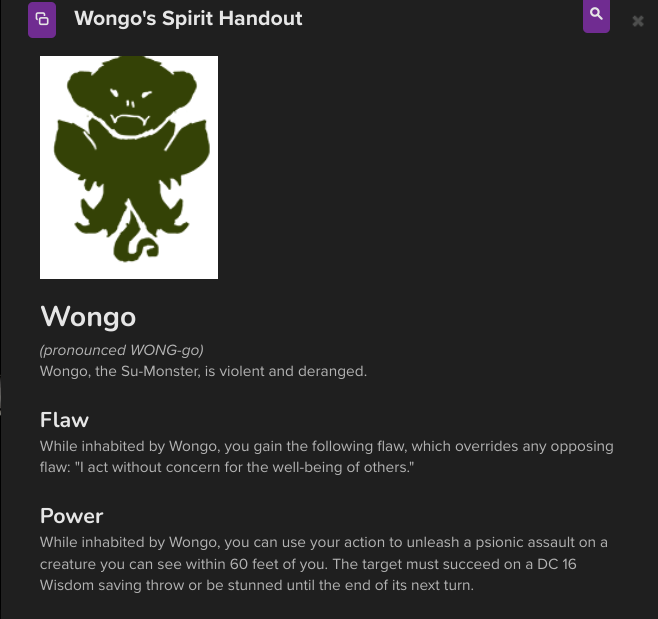 Wongo's Spirit Handout
Wongo
(pronounced WONG-go)
Wongo, the Su-Monster, is violent and deranged.
Flaw
While inhabited by Wongo, you gain the following flaw, which overrides any opposing
flaw: "I act without concern for the well-being of others."
Power
While inhabited by Wongo, you can use your action to unleash a psionic assault on a
creature you can see within 60 feet of you. The target must succeed on a DC 16
Wisdom saving throw or be stunned until the end of its next turn.